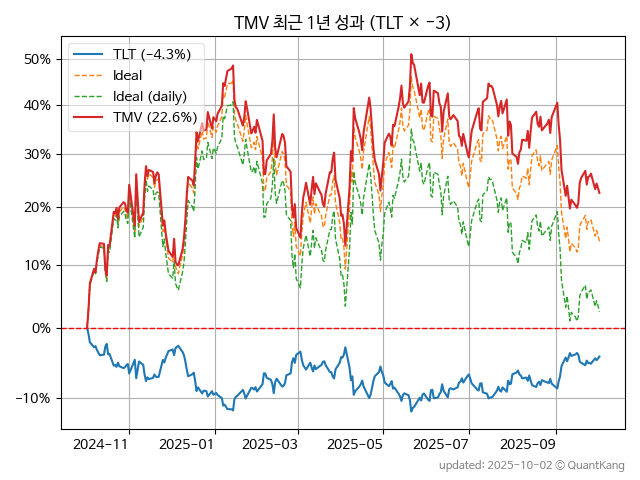 TMV 최근 1년 성과 (TLT × −3)
TLT (−4.3%)
Ideal
Ideal (daily)
TMV (22.6%)
50%
40%
30%
20%
10%
0%
−10%
2024-11
2025-01
2025-03
2025-05
2025-07
2025-09
updated: 2025-10-02 © QuantKang